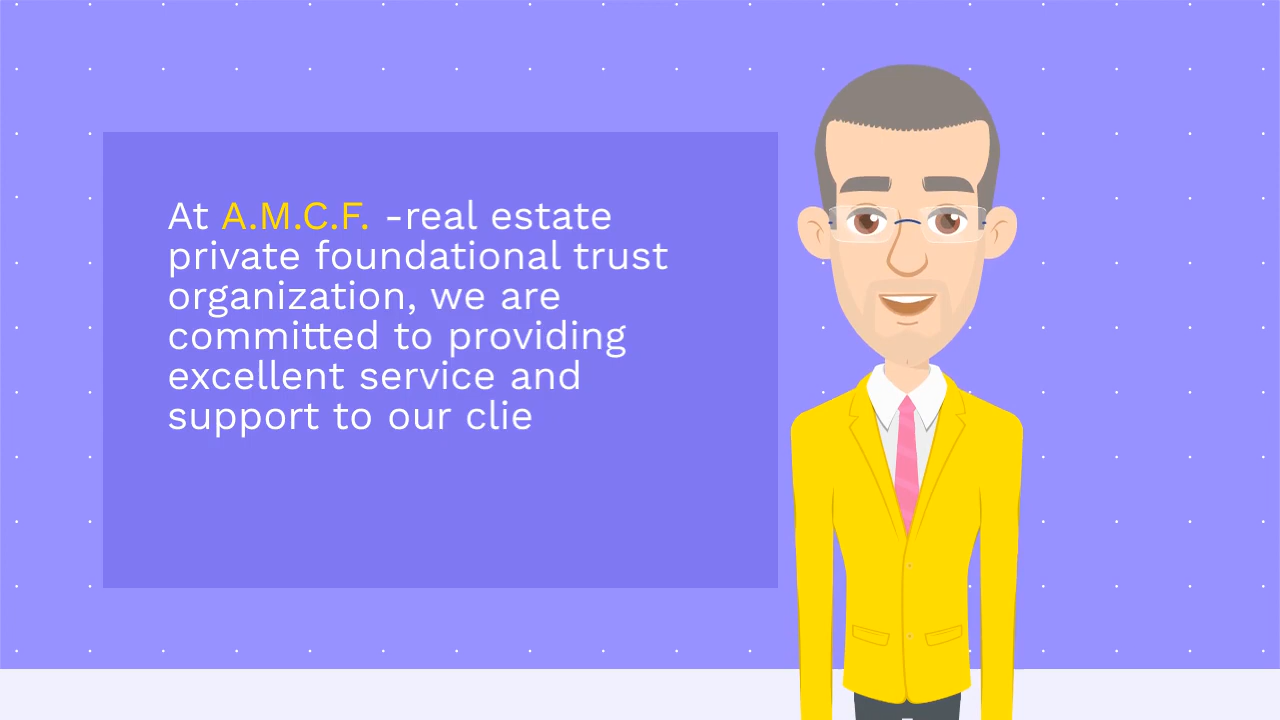 At A.M.C.F. -real estate
private foundational trust
organization, we are
committed to providing
excellent service and
support to our clie